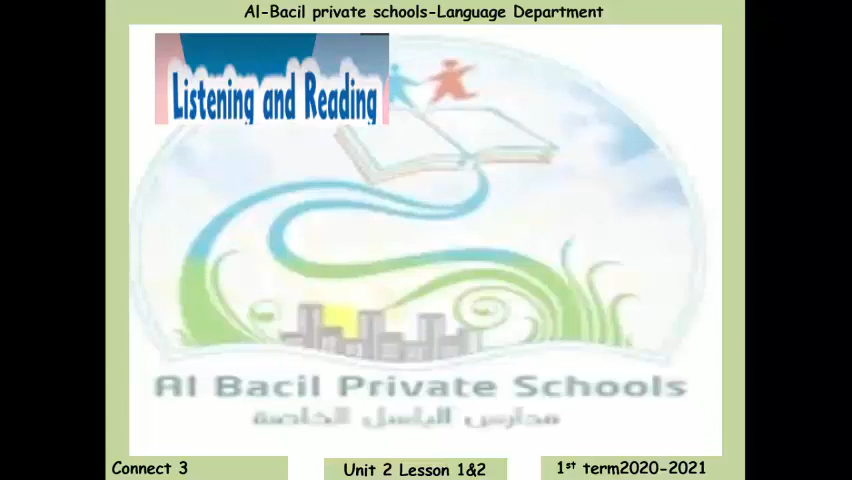 Al-Bacil private schools-Language Department
Listening and Reading
Al Bacil Private Schools
مدارس الباسل الخاصة
Connect 3
Unit 2 Lesson 1&2
1st term2020-2021